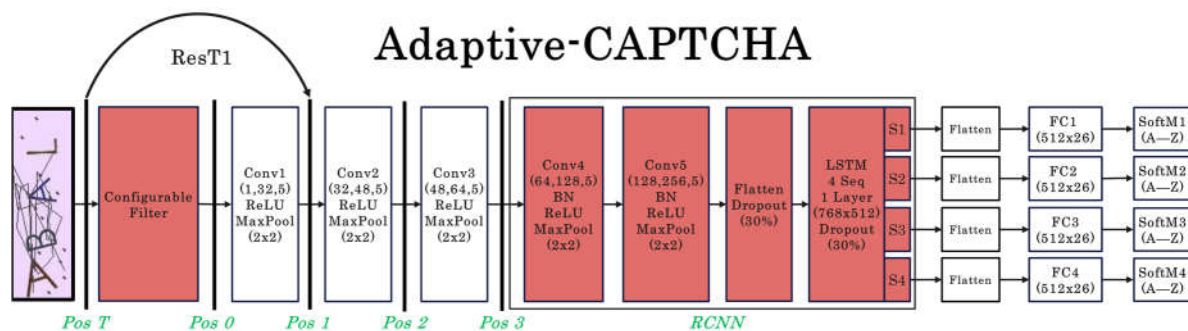 Adaptive-CAPTCHA
ResT1
A B A L
Configurable
Filter
Conv1
(1,32,5)
ReLU
MaxPool
(2x2)
Conv2
(32,48,5)
ReLU
MaxPool
(2x2)
Conv3
(48,64,5)
ReLU
MaxPool
(2x2)
Conv4
(64,128,5)
BN
ReLU
MaxPool
(2x2)
Conv5
(128,256,5)
BN
ReLU
MaxPool
(2x2)
Flatten
Dropout
(30%)
LSTM
4 Seq
1 Layer
(768x512)
Dropout
(30%)
S1
Flatten
FC1
(512x26)
SoftM1
(A—Z)
S2
Flatten
FC2
(512x26)
SoftM2
(A—Z)
S3
Flatten
FC3
(512x26)
SoftM3
(A—Z)
S4
Flatten
FC4
(512x26)
SoftM4
(A—Z)
Pos T
Pos 0
Pos 1
Pos 2
Pos 3
RCNN